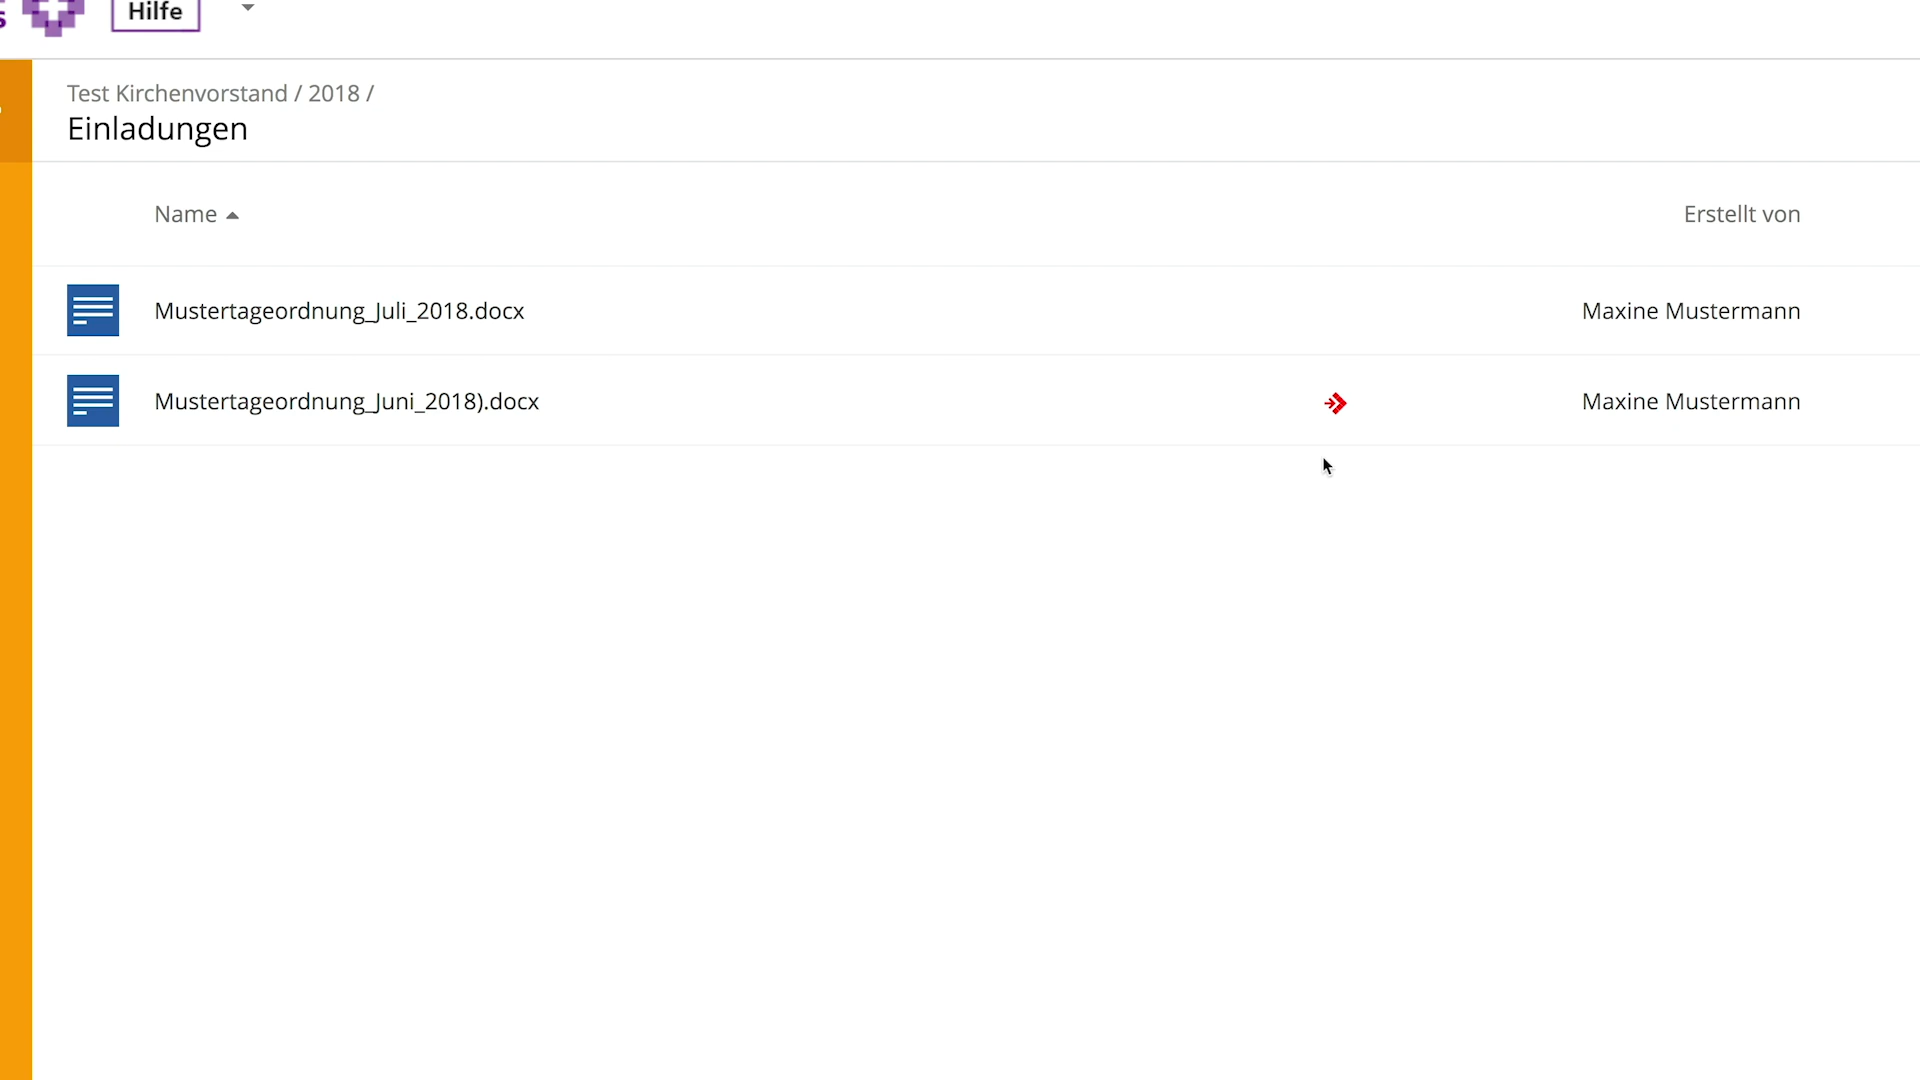 s
Hilfe
Test Kirchenvorstand / 2018 /
Einladungen
Name
Erstellt von
Mustertageordnung_Juli_2018.docx
Maxine Mustermann
Mustertageordnung_Juni_2018).docx
Maxine Mustermann